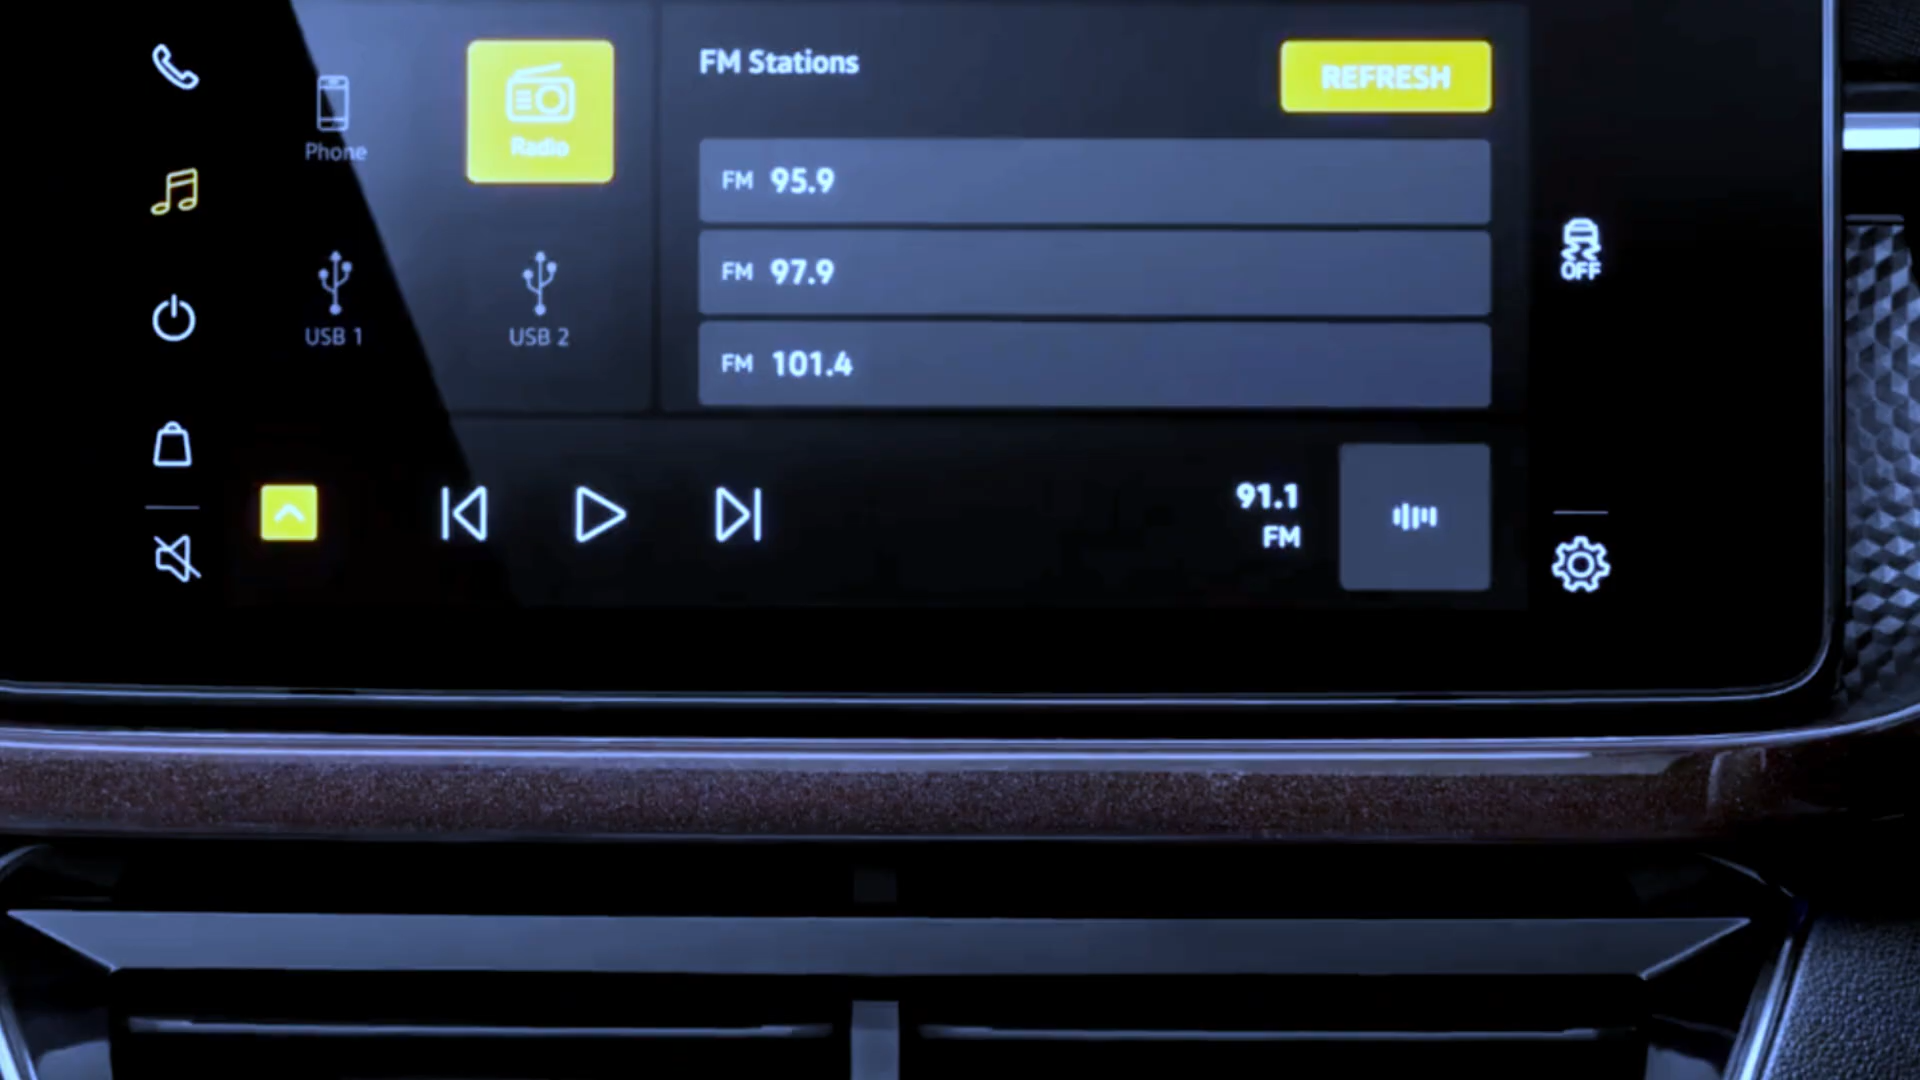 Phone
Radio
USB 1
USB 2
FM Stations
REFRESH
FM 95.9
FM 97.9
FM 101.4
91.1
FM
OFF